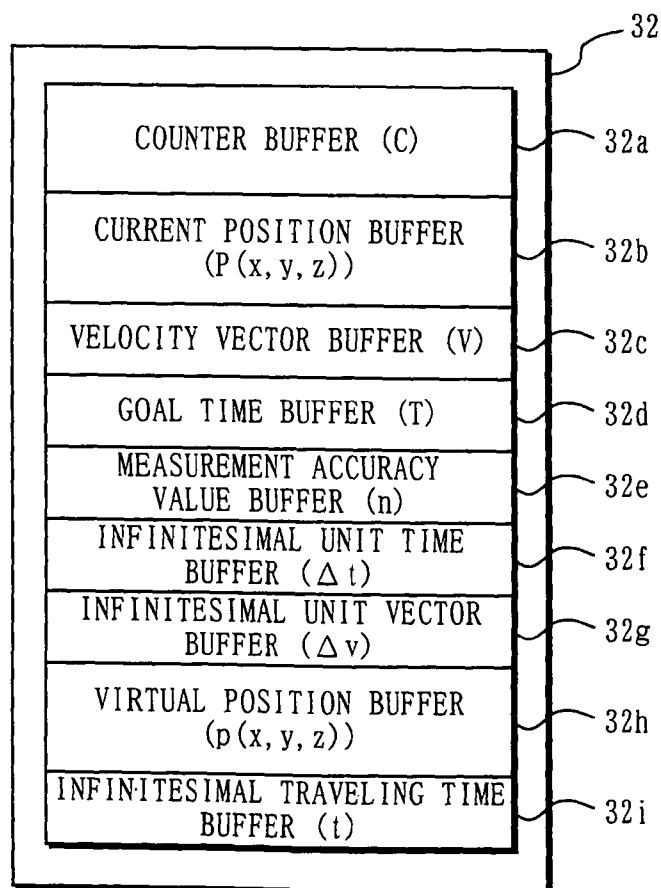 32
COUNTER BUFFER (C)
32a
CURRENT POSITION BUFFER
(P(x,y,z))
32b
VELOCITY VECTOR BUFFER (V)
32c
GOAL TIME BUFFER (T)
32d
MEASUREMENT ACCURACY
VALUE BUFFER (n)
32e
INFINITESIMAL UNIT TIME
BUFFER (Δt)
32f
INFINITESIMAL UNIT VECTOR
BUFFER (Δv)
32g
VIRTUAL POSITION BUFFER
(p(x,y,z))
32h
INFINITESIMAL TRAVELING TIME
BUFFER (t)
32i